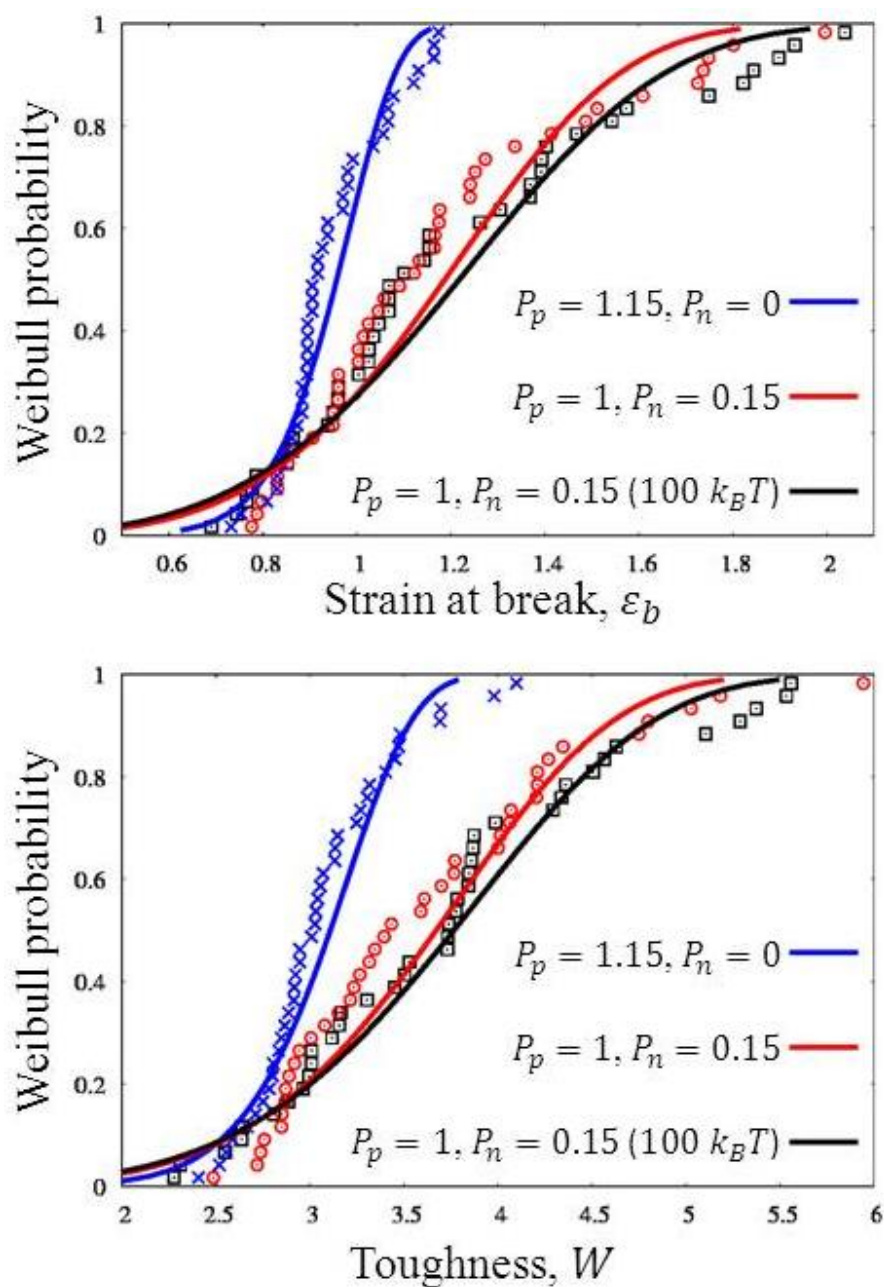 Weibull probability
1
0.8
0.6
0.4
0.2
0
P_p = 1.15, P_n = 0
P_p = 1, P_n = 0.15
P_p = 1, P_n = 0.15 (100 k_BT)
0.6 0.8 1 1.2 1.4 1.6 1.8 2
Strain at break, ε_b
Weibull probability
1
0.8
0.6
0.4
0.2
0
P_p = 1.15, P_n = 0
P_p = 1, P_n = 0.15
P_p = 1, P_n = 0.15 (100 k_BT)
2 2.5 3 3.5 4 4.5 5 5.5 6
Toughness, W